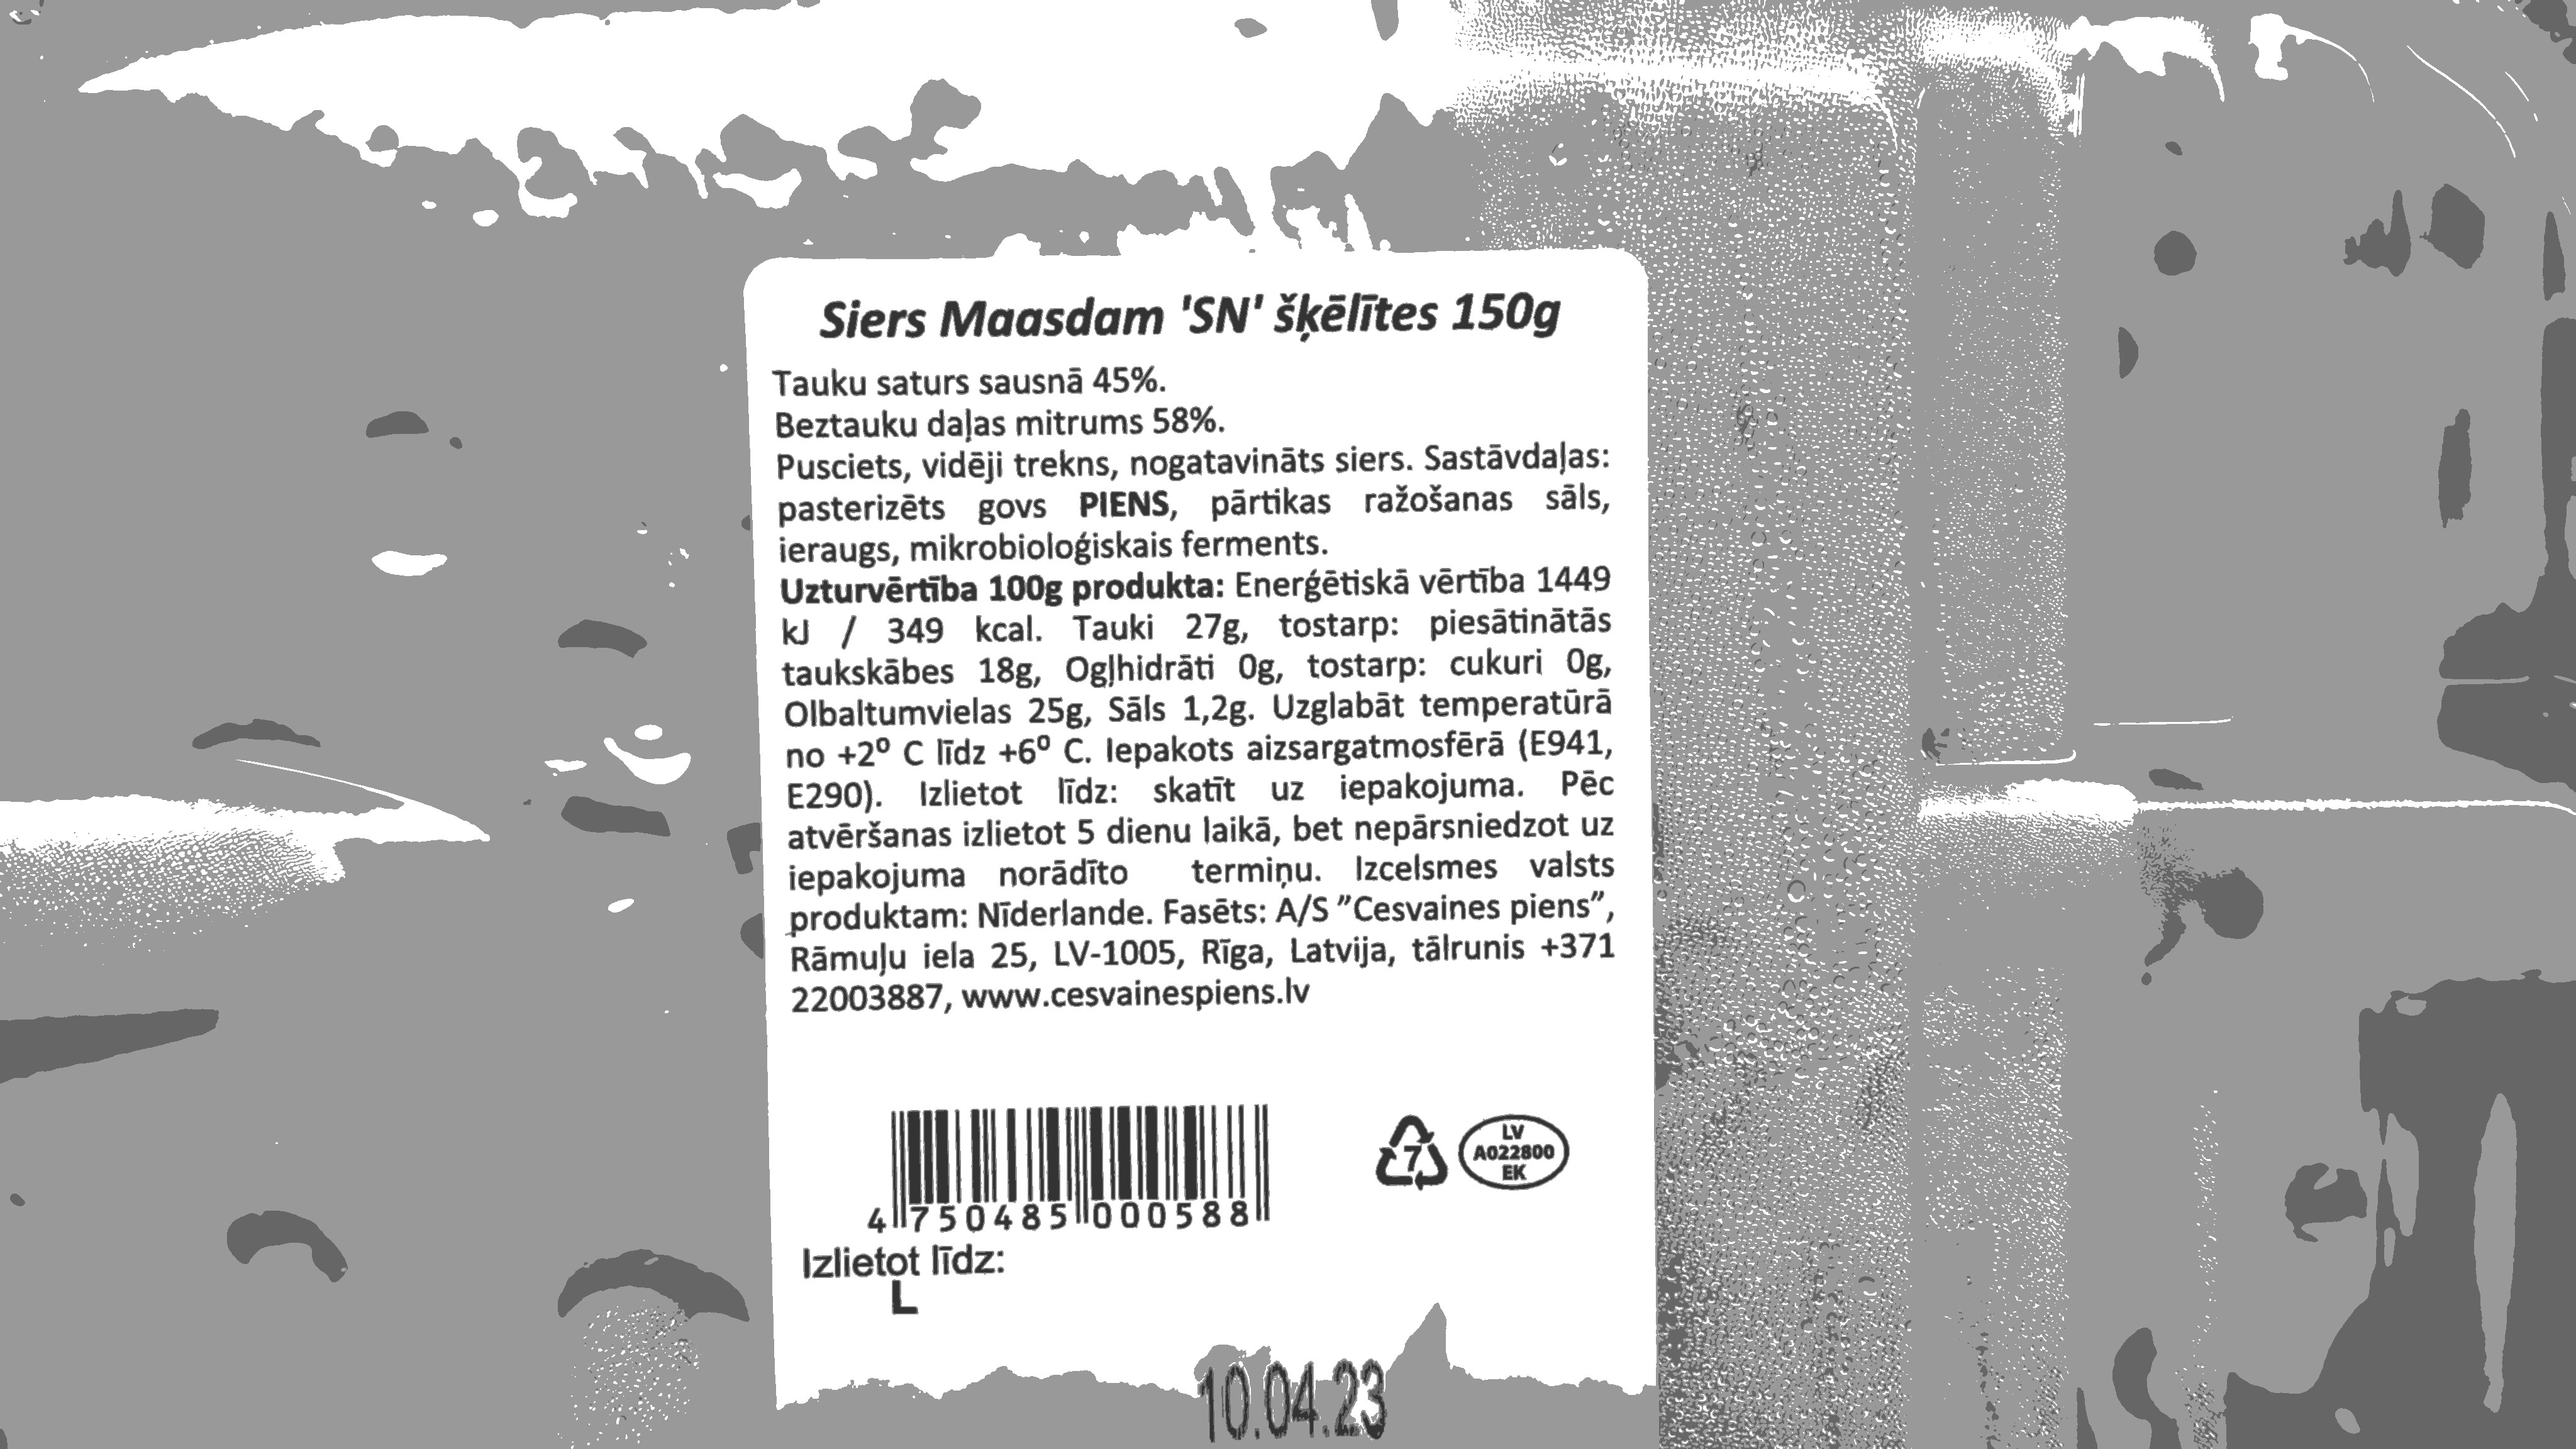 Siers Maasdam 'SN' šķēlītes 150g
Tauku saturs sausnā 45%.
Beztauku daļas mitrums 58%.
Pusciets, vidēji trekns, nogatavināts siers. Sastāvdaļas:
pasterizēts govs PIENS, pārtikas ražošanas sāls,
ieraugs, mikrobioloģiskais ferments.
Uzturvērtība 100g produkta: Enerģētiskā vērtība 1449
kJ / 349 kcal. Tauki 27g, tostarp: piesātinātās
taukskābes 18g, Ogļhidrāti 0g, tostarp: cukuri 0g,
Olbaltumvielas 25g, Sāls 1,2g. Uzglabāt temperatūrā
no +2⁰ C līdz +6⁰ C. Iepakots aizsargatmosfērā (E941,
E290). Izlietot līdz: skatīt uz iepakojuma. Pēc
atvēršanas izlietot 5 dienu laikā, bet nepārsniedzot uz
iepakojuma norādīto termiņu. Izcelsmes valsts
produktam: Nīderlande. Fasēts: A/S ”Cesvaines piens”,
Rāmuļu iela 25, LV-1005, Rīga, Latvija, tālrunis +371
22003887, www.cesvainespiens.lv
7
LV
A022800
EK
4 750485 000588
Izlietot līdz:
L
10.04.23